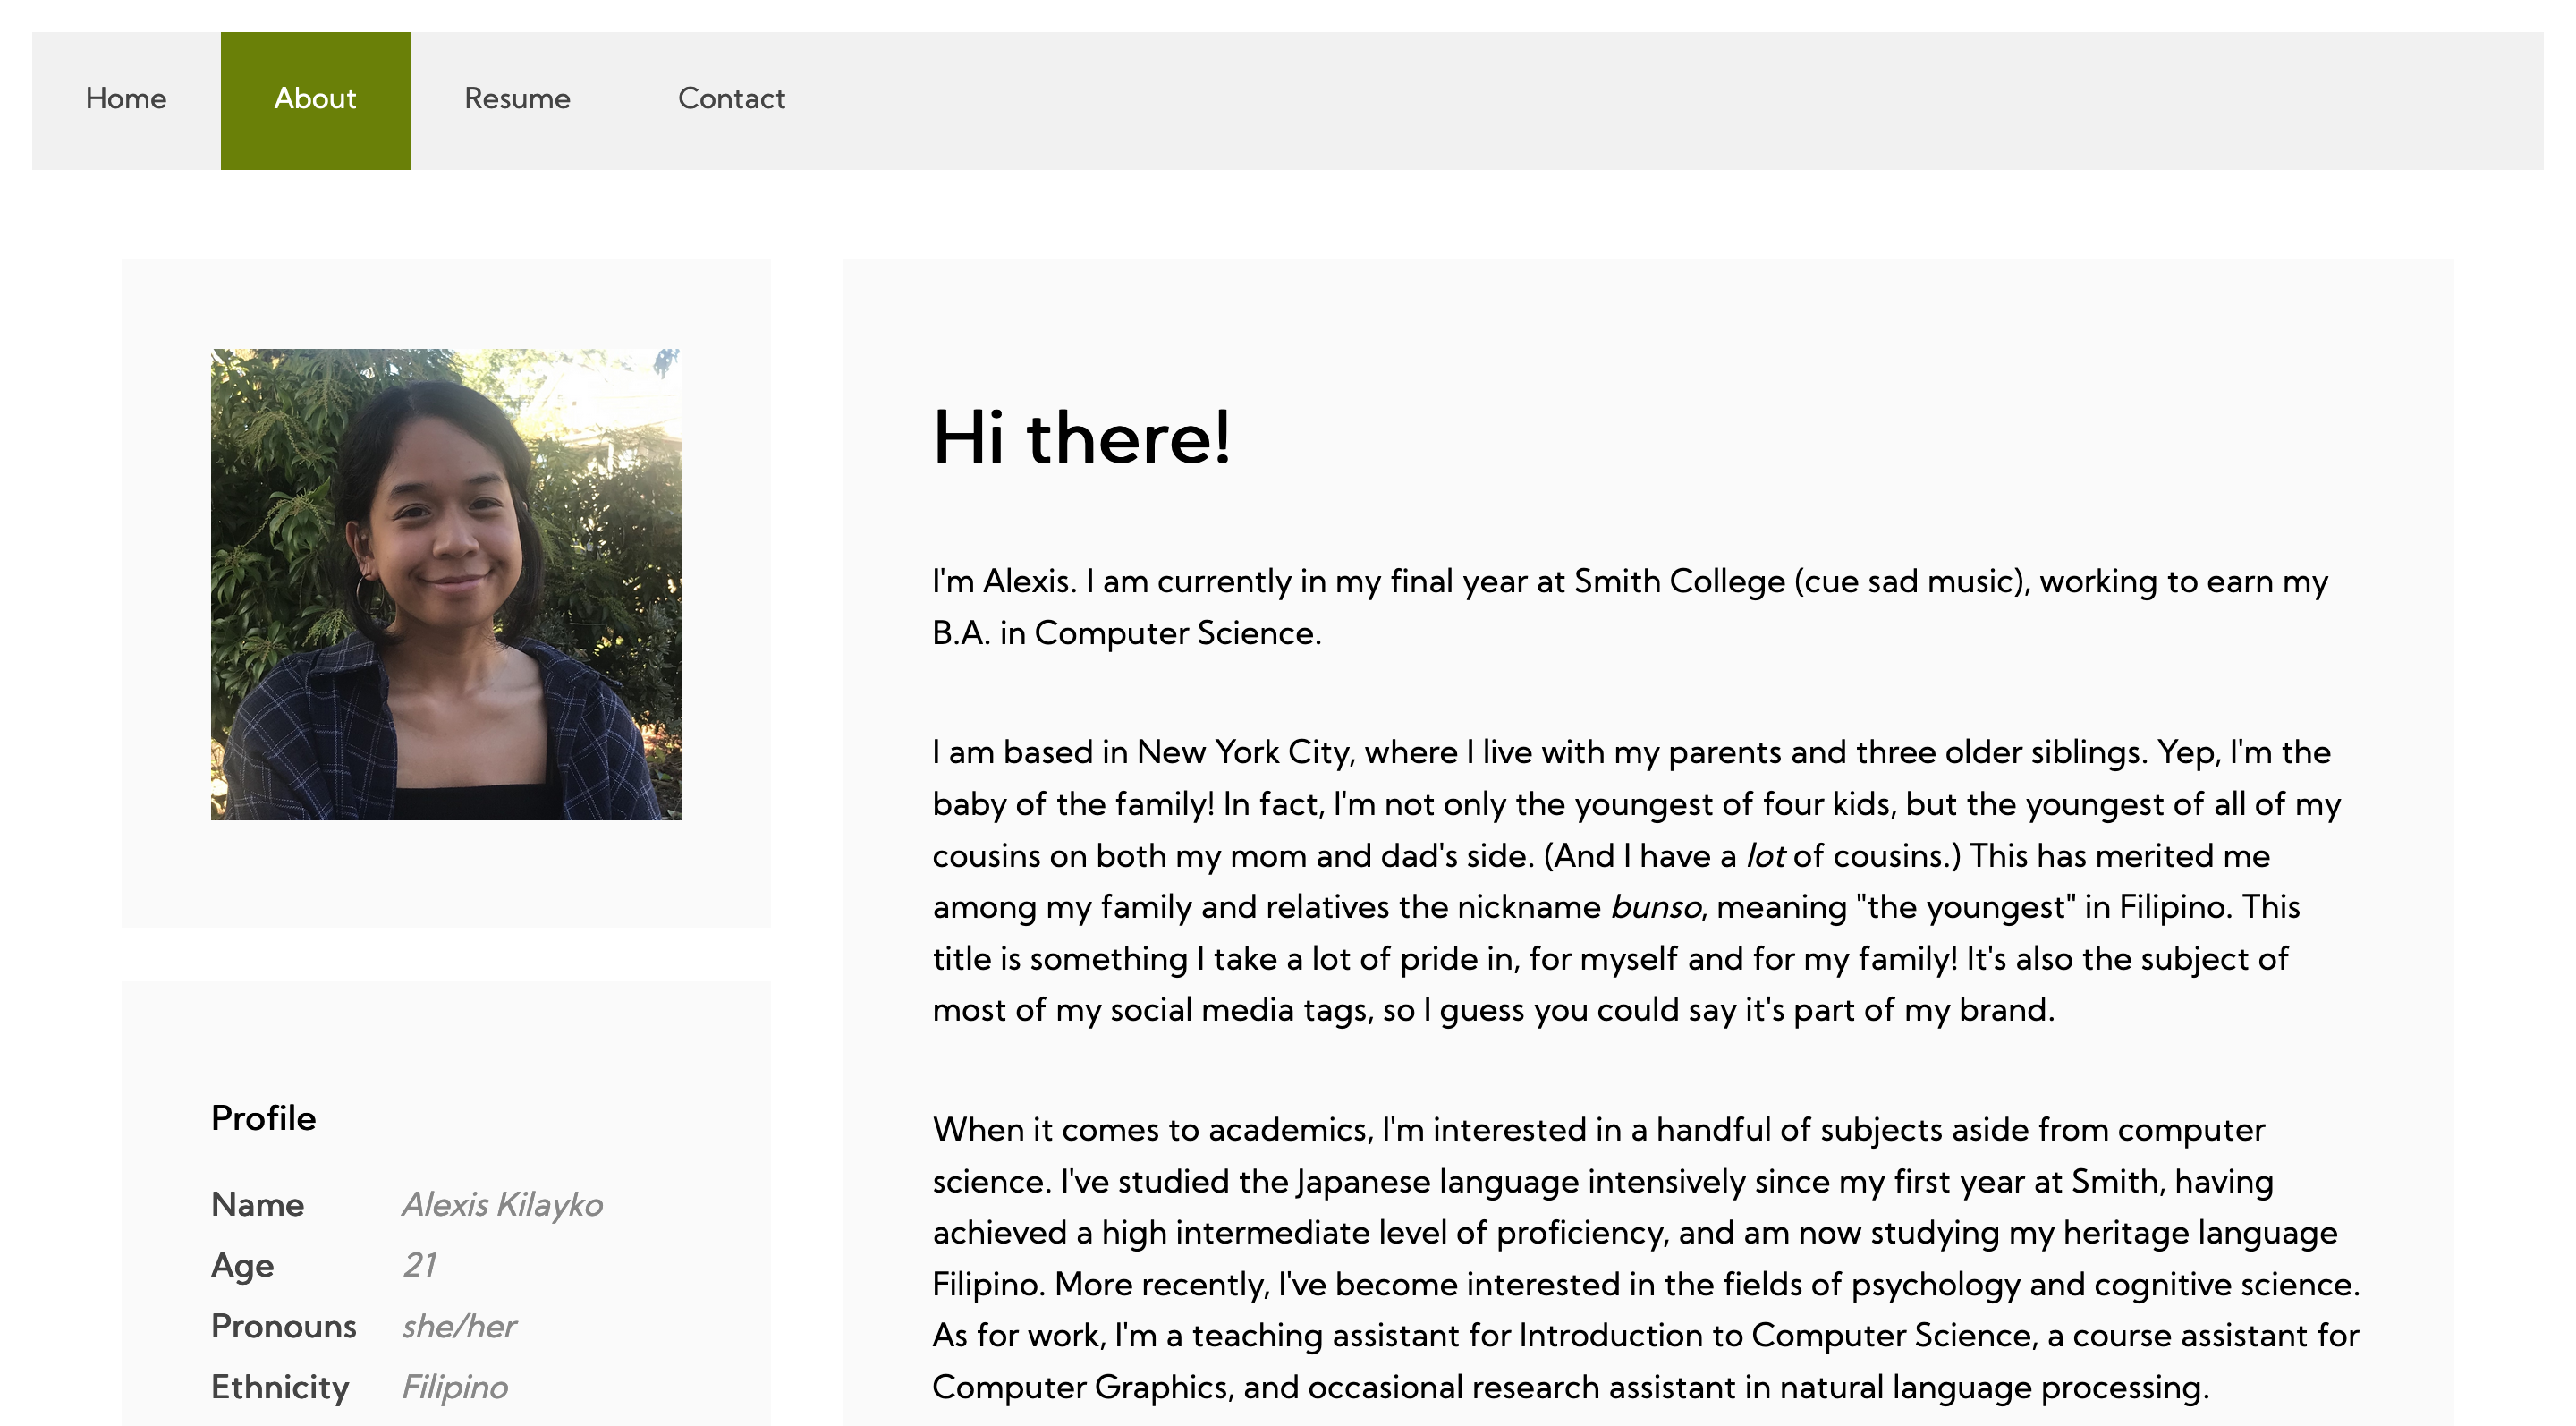 Home
About
Resume
Contact
Hi there!
I'm Alexis. I am currently in my final year at Smith College (cue sad music), working to earn my
B.A. in Computer Science.
I am based in New York City, where I live with my parents and three older siblings. Yep, I'm the
baby of the family! In fact, I'm not only the youngest of four kids, but the youngest of all of my
cousins on both my mom and dad's side. (And I have a lot of cousins.) This has merited me
among my family and relatives the nickname bunso, meaning "the youngest" in Filipino. This
title is something I take a lot of pride in, for myself and for my family! It's also the subject of
most of my social media tags, so I guess you could say it's part of my brand.
When it comes to academics, I'm interested in a handful of subjects aside from computer
science. I've studied the Japanese language intensively since my first year at Smith, having
achieved a high intermediate level of proficiency, and am now studying my heritage language
Filipino. More recently, I've become interested in the fields of psychology and cognitive science.
As for work, I'm a teaching assistant for Introduction to Computer Science, a course assistant for
Computer Graphics, and occasional research assistant in natural language processing.
Profile
Name Alexis Kilayko
Age 21
Pronouns she/her
Ethnicity Filipino